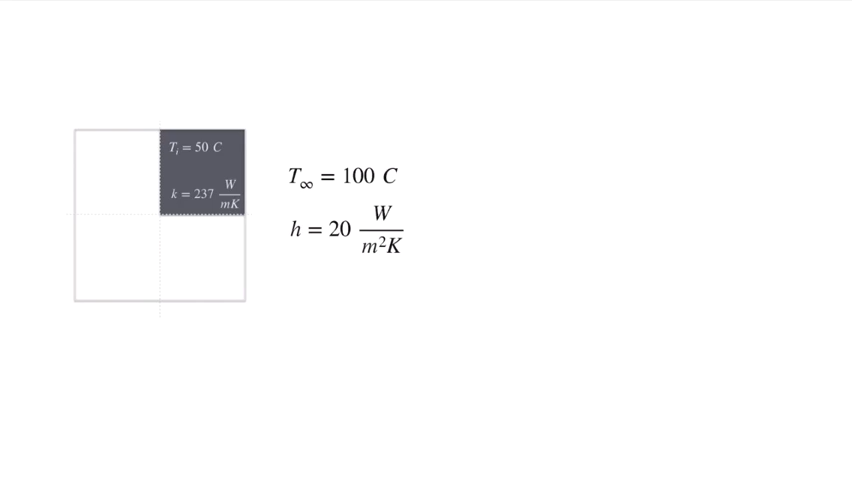 T_i = 50 C
k = 237 W/mK
T_∞ = 100 C
h = 20 W/m²K